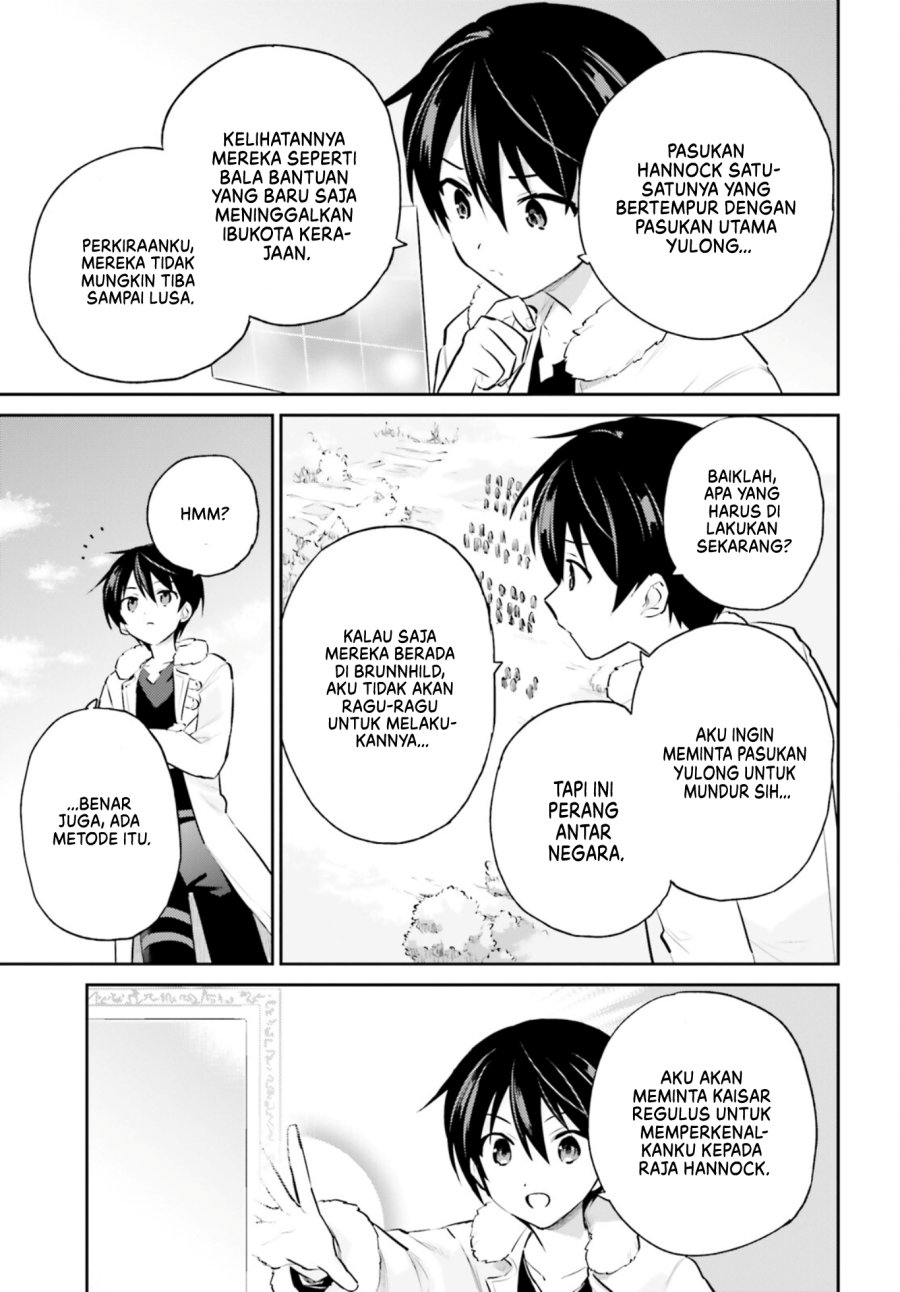 PASUKAN
HANNOCK SATU-
SATUNYA YANG
BERTEMPUR DENGAN
PASUKAN UTAMA
YULONG...
KELIHATANNYA
MEREKA SEPERTI
BALA BANTUAN
YANG BARU SAJA
MENINGGALKAN
IBUKOTA KERA-
JAAN.
PERKIRAANKU,
MEREKA TIDAK
MUNGKIN TIBA
SAMPAI LUSA.
BAIKLAH,
APA YANG
HARUS DI
LAKUKAN
SEKARANG?
AKU INGIN
MEMINTA PASUKAN
YULONG UNTUK
MUNDUR SIH...
TAPI INI
PERANG
ANTAR
NEGARA.
KALAU SAJA
MEREKA BERADA
DI BRUNNHILD,
AKU TIDAK AKAN
RAGU-RAGU
UNTUK MELAKU-
KANNYA...
HMM?
...BENAR
JUGA, ADA
METODE ITU.
AKU AKAN
MEMINTA KAISAR
REGULUS UNTUK
MEMPERKENAL-
KANKU KEPADA
RAJA HANNOCK.